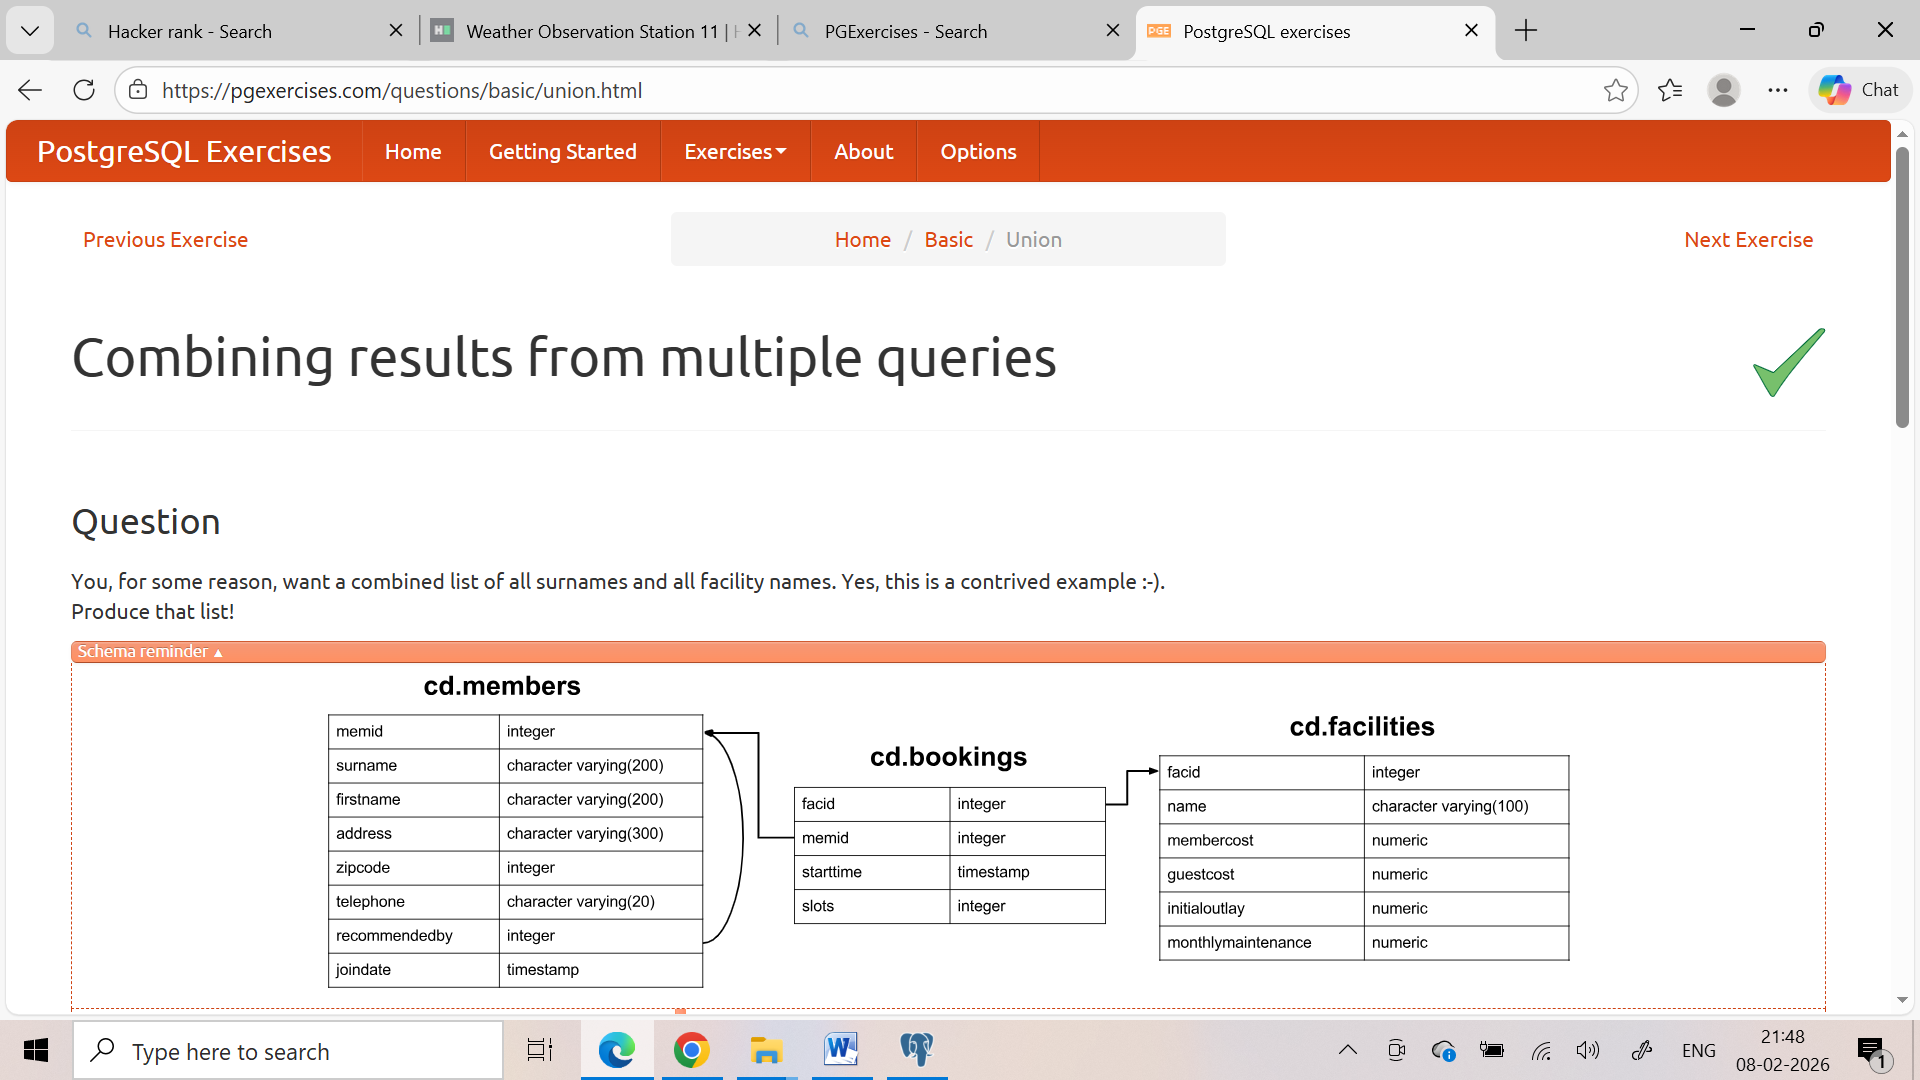 Hacker rank - Search
Weather Observation Station 11 |
PGExercises - Search
PGE
PostgreSQL exercises
https://pgexercises.com/questions/basic/union.html
Chat
PostgreSQL Exercises
Home
Getting Started
Exercises
About
Options
Previous Exercise
Home / Basic / Union
Next Exercise
Combining results from multiple queries
Question
You, for some reason, want a combined list of all surnames and all facility names. Yes, this is a contrived example :-).
Produce that list!
Schema reminder ▲
cd.members
memid integer
surname character varying(200)
firstname character varying(200)
address character varying(300)
zipcode integer
telephone character varying(20)
recommendedby integer
joindate timestamp
cd.bookings
facid integer
memid integer
starttime timestamp
slots integer
cd.facilities
facid integer
name character varying(100)
membercost numeric
guestcost numeric
initialoutlay numeric
monthlymaintenance numeric
Type here to search
W
ENG
21:48
08-02-2026
1